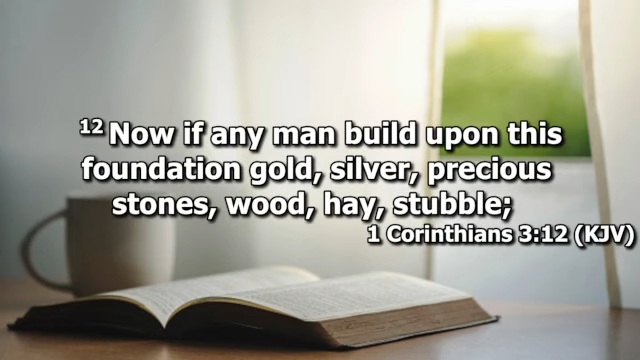 12 Now if any man build upon this
foundation gold, silver, precious
stones, wood, hay, stubble;
1 Corinthians 3:12 (KJV)